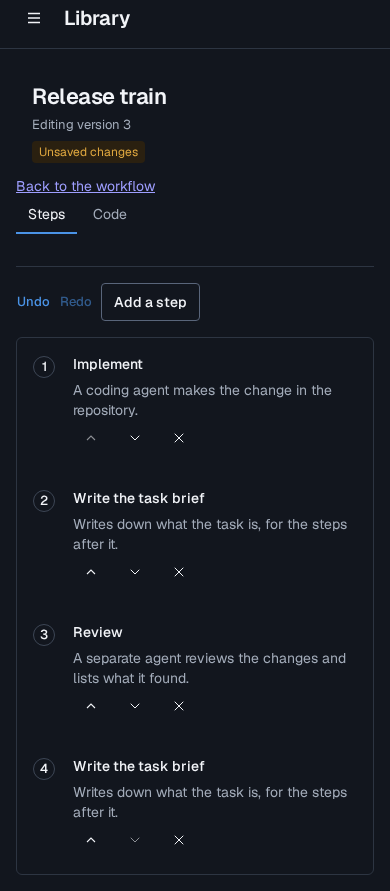 Library
Release train
Editing version 3
Unsaved changes
Back to the workflow
Steps Code
Undo Redo Add a step
1 Implement
A coding agent makes the change in the
repository.
2 Write the task brief
Writes down what the task is, for the steps
after it.
3 Review
A separate agent reviews the changes and
lists what it found.
4 Write the task brief
Writes down what the task is, for the steps
after it.